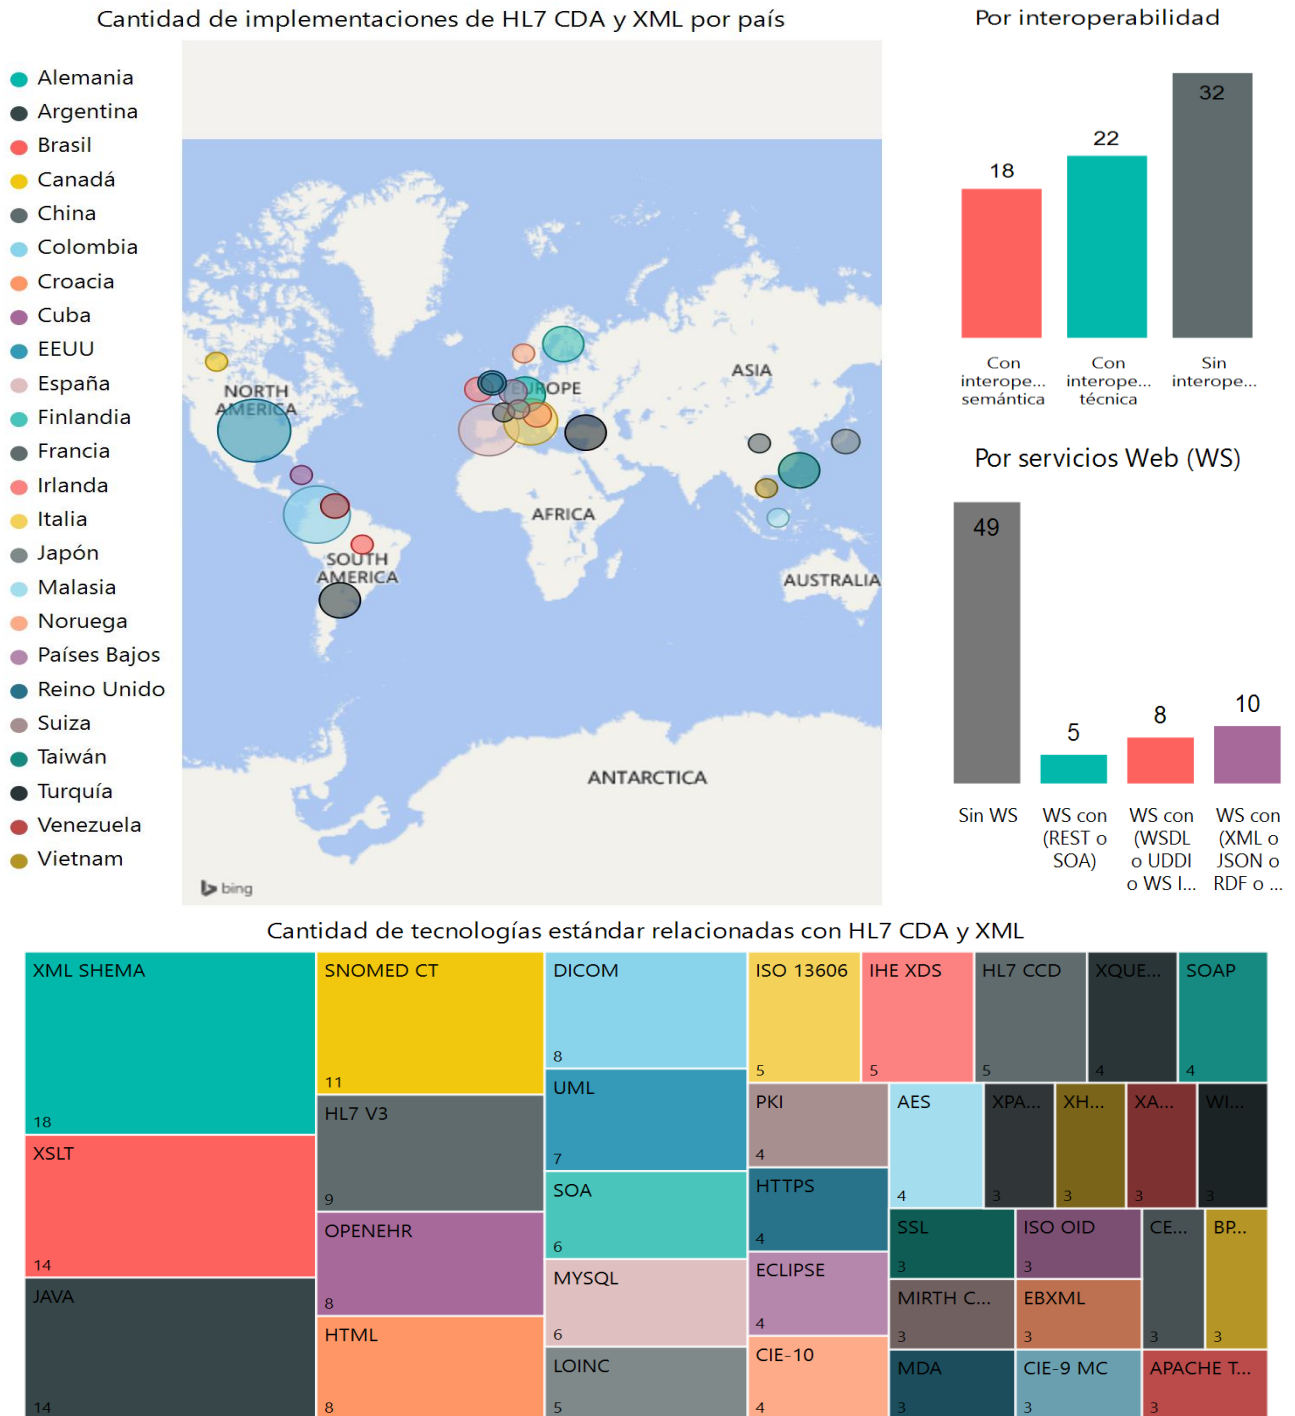 Cantidad de implementaciones de HL7 CDA y XML por país
Alemania
Argentina
Brasil
Canadá
China
Colombia
Croacia
Cuba
EEUU
España
Finlandia
Francia
Irlanda
Italia
Japón
Malasia
Noruega
Países Bajos
Reino Unido
Suiza
Taiwán
Turquía
Venezuela
Vietnam
NORTH
AMERICA
EUROPE
ASIA
AFRICA
SOUTH
AMERICA
AUSTRALIA
ANTARCTICA
bing
Por interoperabilidad
18
22
32
Con
interope...
semántica
Con
interope...
técnica
Sin
interope...
Por servicios Web (WS)
49
5
8
10
Sin WS
WS con
(REST o
SOA)
WS con
(WSDL
o UDDI
o WS I...
WS con
(XML o
JSON o
RDF o ...
Cantidad de tecnologías estándar relacionadas con HL7 CDA y XML
XML SHEMA
18
XSLT
14
JAVA
14
SNOMED CT
11
HL7 V3
9
OPENEHR
8
HTML
8
DICOM
8
UML
7
SOA
6
MYSQL
6
LOINC
5
ISO 13606
5
IHE XDS
5
HL7 CCD
5
XQUE...
4
SOAP
4
PKI
4
HTTPS
4
ECLIPSE
4
CIE-10
4
AES
4
XPA...
3
XH...
3
XA...
3
WI...
3
SSL
3
ISO OID
3
CE...
3
BP...
3
MIRTH C...
3
EBXML
3
MDA
3
CIE-9 MC
3
APACHE T...
3